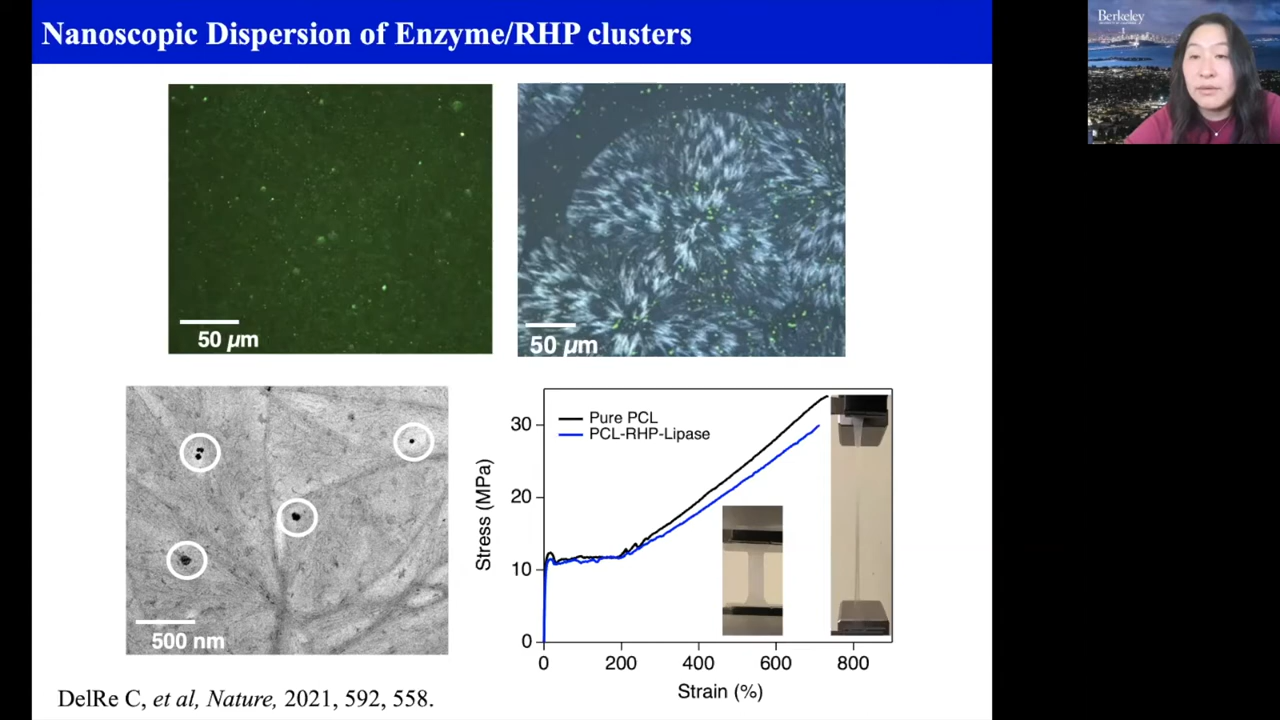 Nanoscopic Dispersion of Enzyme/RHP clusters
Berkeley
50 µm
50 µm
500 nm
Pure PCL
PCL-RHP-Lipase
Stress (MPa)
30
20
10
0
0 200 400 600 800
Strain (%)
DelRe C, et al, Nature, 2021, 592, 558.